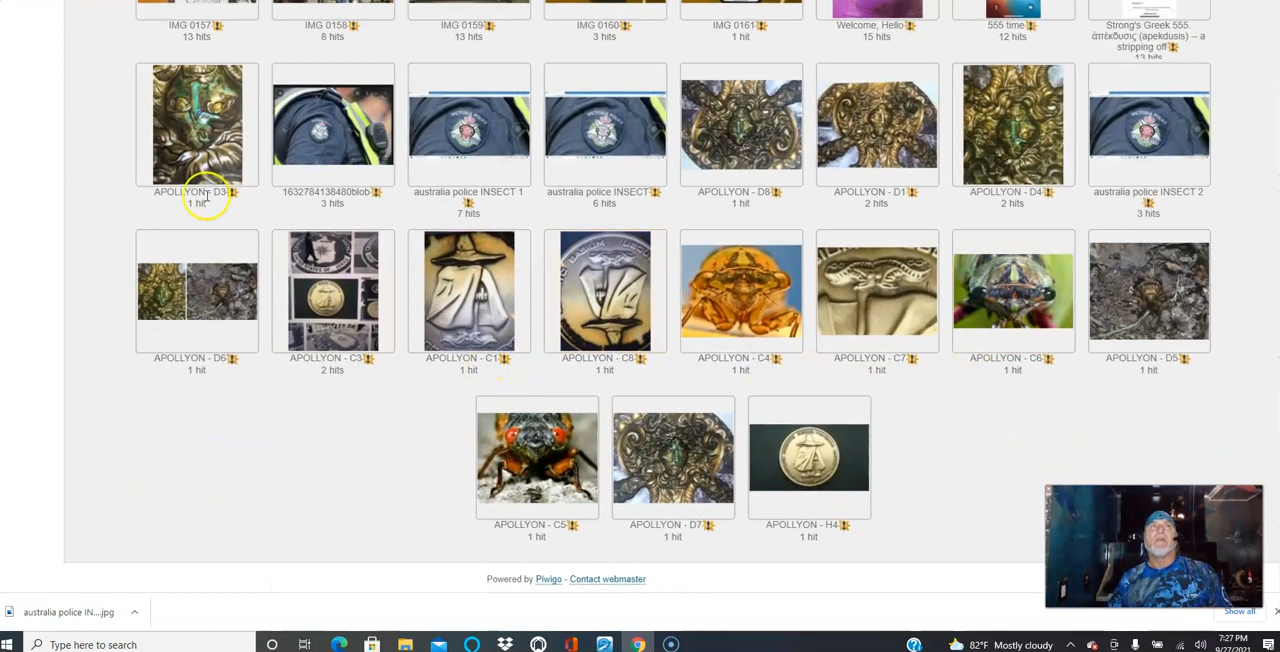 IMG 0157
IMG 0158
IMG 0159
IMG 0160
IMG 0161
Welcome, Hello
555 time
Strong's Greek 555.
ἀπέκδυσις (apekdusis) -- a
stripping off
13 hits
8 hits
13 hits
3 hits
1 hit
15 hits
12 hits
13 hits
APOLLYON - D3
1 hit
1632784138480blob
3 hits
australia police INSECT 1
7 hits
australia police INSECT
6 hits
APOLLYON - D8
1 hit
APOLLYON - D1
2 hits
APOLLYON - D4
2 hits
australia police INSECT 2
3 hits
APOLLYON - D6
1 hit
APOLLYON - C3
2 hits
APOLLYON - C1
1 hit
APOLLYON - C8
1 hit
APOLLYON - C4
1 hit
APOLLYON - C7
1 hit
APOLLYON - C6
1 hit
APOLLYON - D5
1 hit
APOLLYON - C5
1 hit
APOLLYON - D7
1 hit
APOLLYON - H4
1 hit
Powered by Piwigo - Contact webmaster
australia police IN....jpg
Show all
Type here to search
82°F Mostly cloudy
7:27 PM
9/27/2021